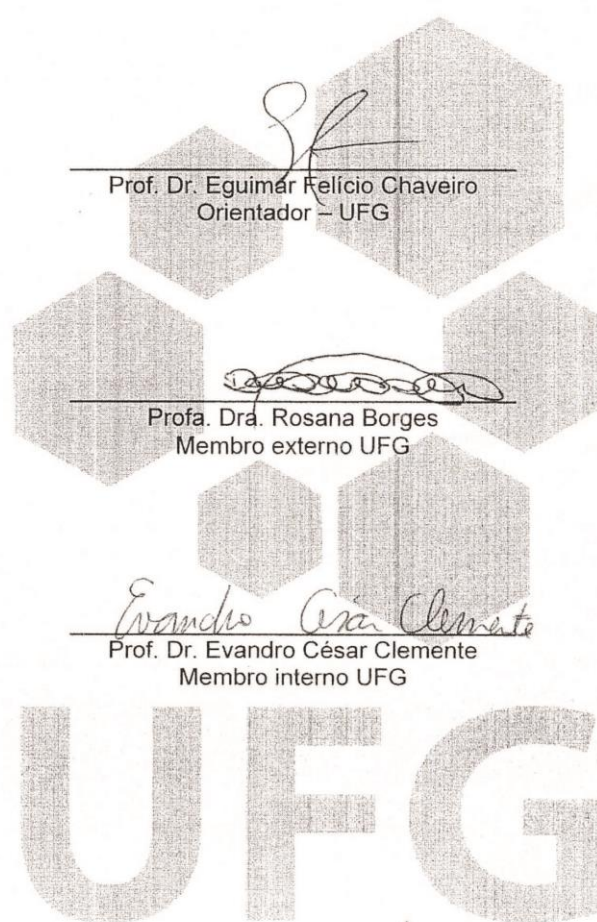 Prof. Dr. Eguimar Felício Chaveiro
Orientador – UFG
Profa. Dra. Rosana Borges
Membro externo UFG
Evandro César Clemente
Prof. Dr. Evandro César Clemente
Membro interno UFG
UFG